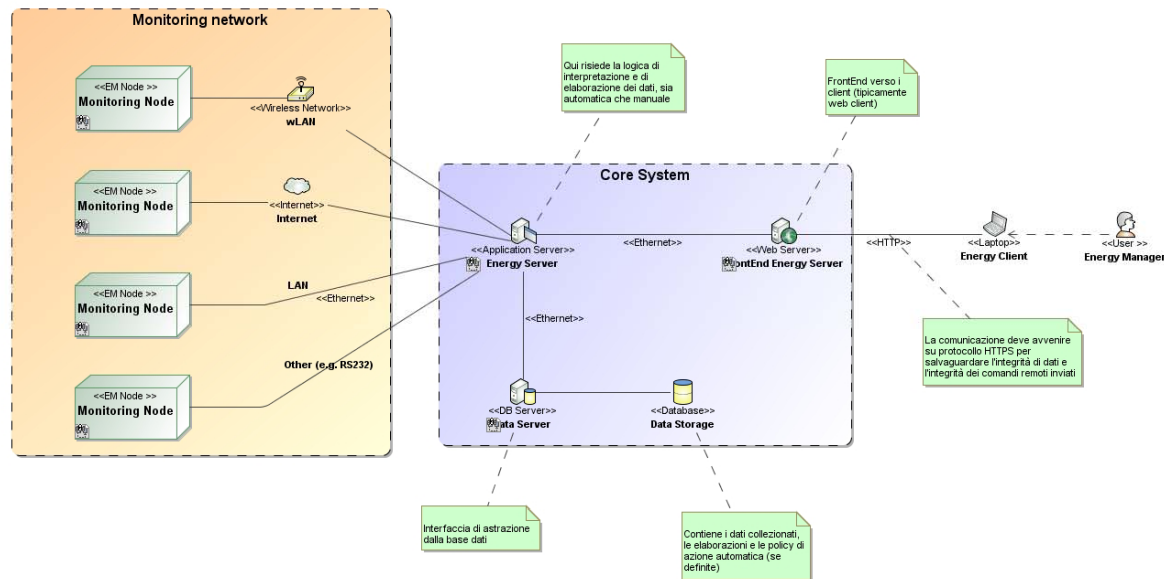 Monitoring network
<<EM Node >>
Monitoring Node
<<Wireless Network>>
wLAN
<<EM Node >>
Monitoring Node
<<Internet>>
Internet
<<EM Node >>
Monitoring Node
LAN
<<Ethernet>>
<<EM Node >>
Monitoring Node
Other (e.g. RS232)
Qui risiede la logica di
interpretazione e di
elaborazione dei dati, sia
automatica che manuale
FrontEnd verso i
client (tipicamente
web client)
Core System
<<Application Server>>
Energy Server
<<Ethernet>>
<<Web Server>>
ontEnd Energy Server
<<HTTP>>
<<Laptop>>
Energy Client
<<User>>
Energy Manager
<<Ethernet>>
<<DB Server>>
ata Server
<<Database>>
Data Storage
La comunicazione deve avvenire
su protocollo HTTPS per
salvaguardare l'integrità di dati e
l'integrità dei comandi remoti inviati
Interfaccia di astrazione
dalla base dati
Contiene i dati collezionati,
le elaborazioni e le policy di
azione automatica (se
definite)